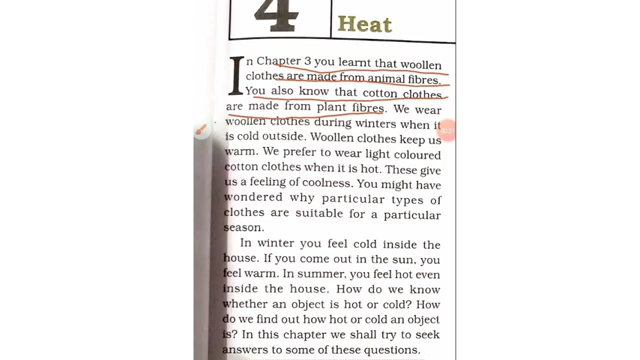 4
Heat
In Chapter 3 you learnt that woollen
clothes are made from animal fibres.
You also know that cotton clothes
are made from plant fibres. We wear
woollen clothes during winters when it
is cold outside. Woollen clothes keep us
warm. We prefer to wear light coloured
cotton clothes when it is hot. These give
us a feeling of coolness. You might have
wondered why particular types of
clothes are suitable for a particular
season.
In winter you feel cold inside the
house. If you come out in the sun, you
feel warm. In summer, you feel hot even
inside the house. How do we know
whether an object is hot or cold? How
do we find out how hot or cold an object
is? In this chapter we shall try to seek
answers to some of these questions.